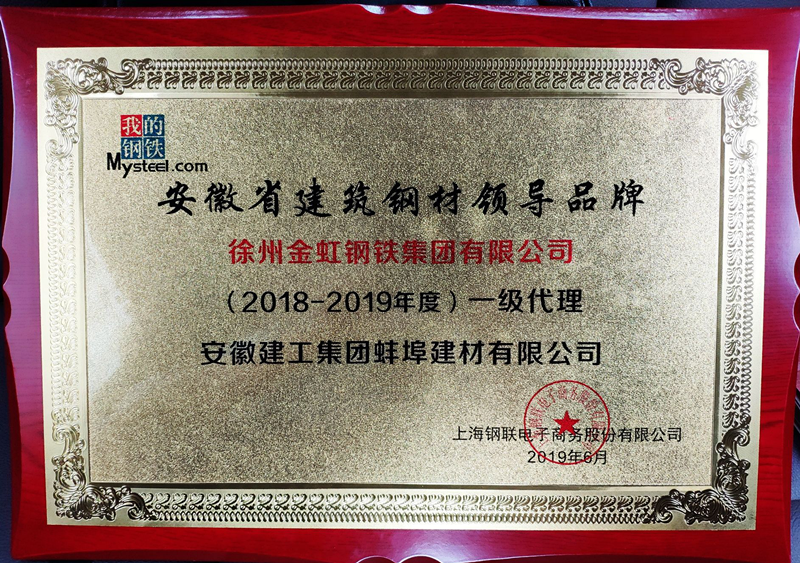 我的
钢铁
Mysteel.com
安徽省建筑钢材领导品牌
徐州金虹钢铁集团有限公司
（2018-2019年度）一级代理
安徽建工集团蚌埠建材有限公司
上海钢联电子商务股份有限公司
2019年6月